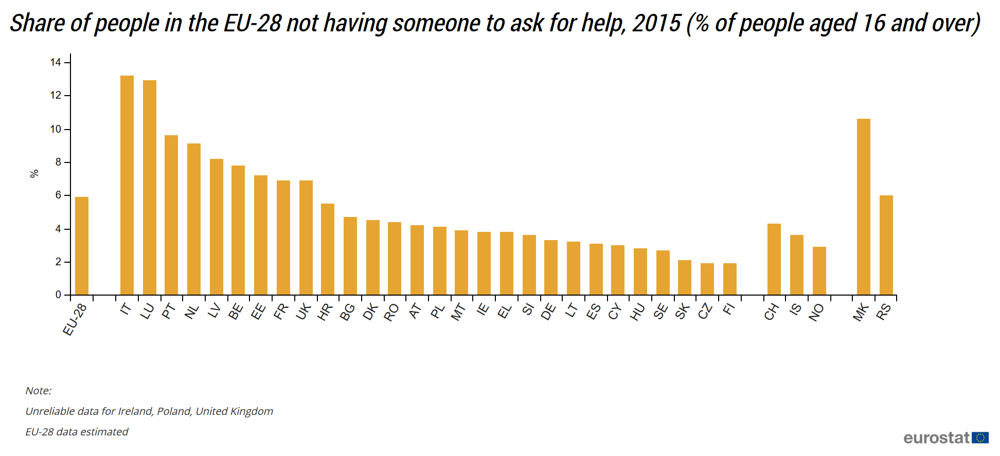 Share of people in the EU-28 not having someone to ask for help, 2015 (% of people aged 16 and over)
14
12
10
8
6
4
2
0
%
EU-28 IT LU PT NL LV BE EE FR UK HR BG DK RO AT PL MT IE EL SI DE LT ES CY HU SE SK CZ FI CH IS NO MK RS
Note:
Unreliable data for Ireland, Poland, United Kingdom
EU-28 data estimated
eurostat